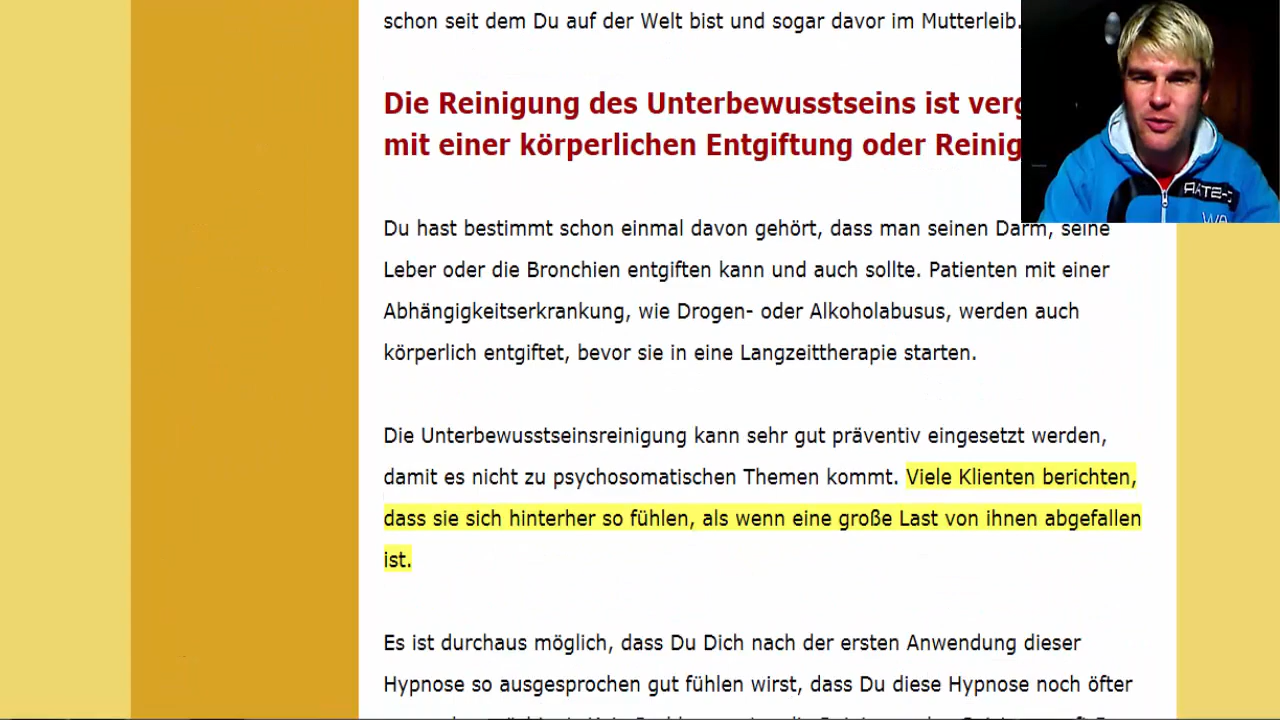 schon seit dem Du auf der Welt bist und sogar davor im Mutterleib.
Die Reinigung des Unterbewusstseins ist
mit einer körperlichen Entgiftung oder
Du hast bestimmt schon einmal davon gehört, dass man seinen Darm, seine
Leber oder die Bronchien entgiften kann und auch sollte. Patienten mit einer
Abhängigkeitserkrankung, wie Drogen- oder Alkoholabusus, werden auch
körperlich entgiftet, bevor sie in eine Langzeittherapie starten.
Die Unterbewusstseinsreinigung kann sehr gut präventiv eingesetzt werden,
damit es nicht zu psychosomatischen Themen kommt. Viele Klienten berichten,
dass sie sich hinterher so fühlen, als wenn eine große Last von ihnen abgefallen
ist.
Es ist durchaus möglich, dass Du Dich nach der ersten Anwendung dieser
Hypnose so ausgesprochen gut fühlen wirst, dass Du diese Hypnose noch öfter